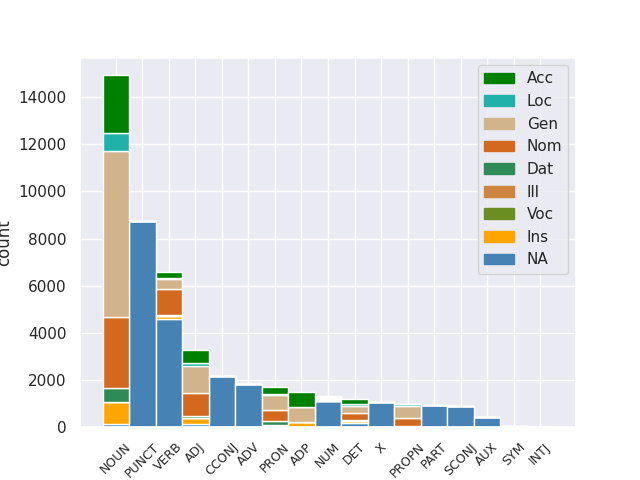 14000
12000
10000
8000
6000
4000
2000
0
count
Acc
Loc
Gen
Nom
Dat
Ill
Voc
Ins
NA
NOUN
PUNCT
VERB
ADJ
CCONJ
ADV
PRON
ADP
NUM
DET
X
PROPN
PART
SCONJ
AUX
SYM
INTJ